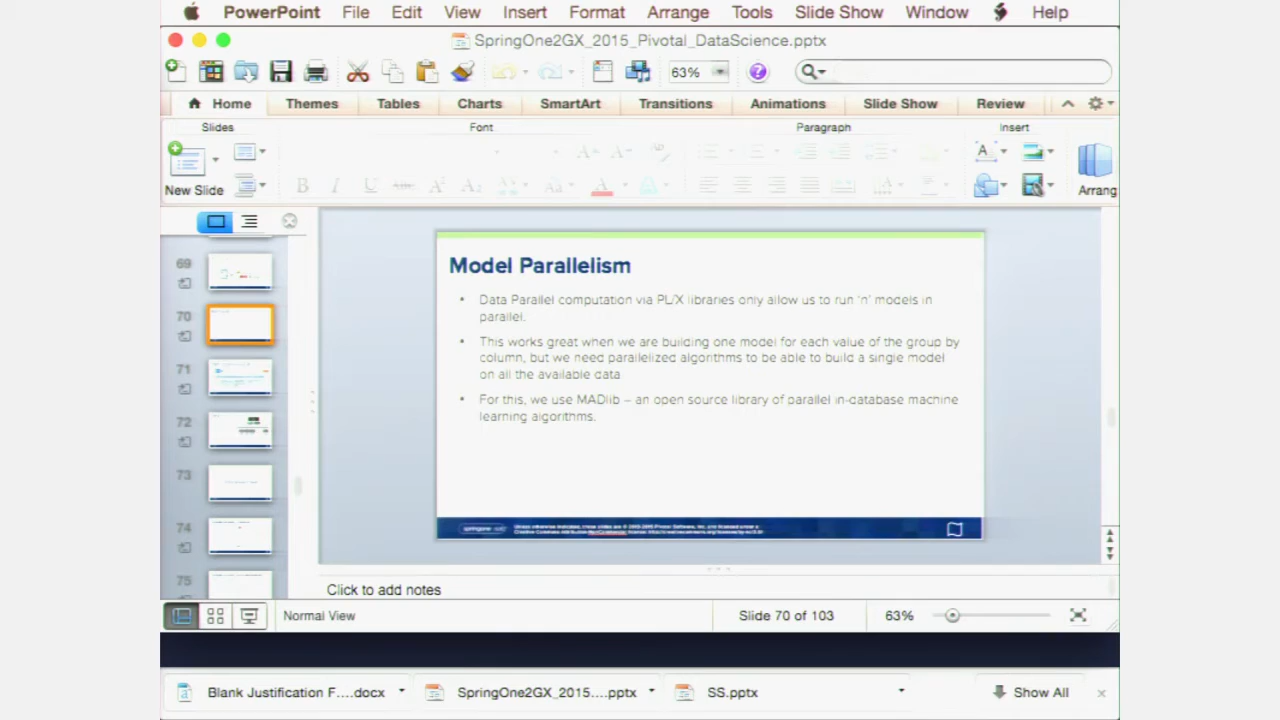 PowerPoint File Edit View Insert Format Arrange Tools Slide Show Window Help
SpringOne2GX_2015_Pivotal_DataScience.pptx
63%
Home Themes Tables Charts SmartArt Transitions Animations Slide Show Review
Slides Font Paragraph Insert
New Slide Arrang
69
70
71
72
73
74
75
Model Parallelism
• Data Parallel computation via PL/X libraries only allow us to run 'n' models in
parallel.
• This works great when we are building one model for each value of the group by
column, but we need parallelized algorithms to be able to build a single model
on all the available data
• For this, we use MADlib – an open source library of parallel in-database machine
learning algorithms.
Click to add notes
Normal View Slide 70 of 103 63%
Blank Justification F....docx SpringOne2GX_2015....pptx SS.pptx Show All